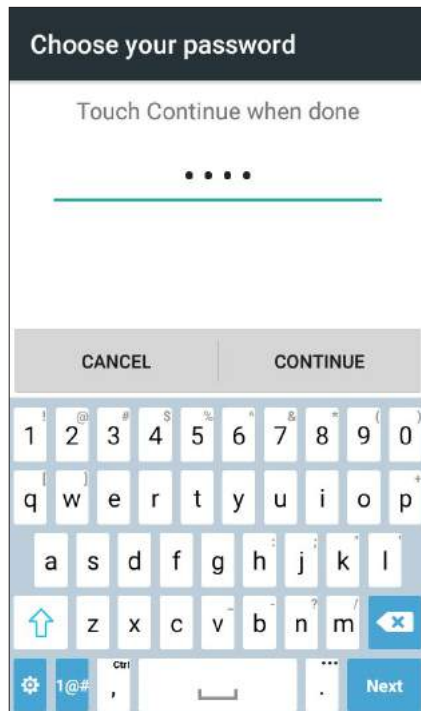 Choose your password
Touch Continue when done
••••
CANCEL CONTINUE
! @ # $ % ^ & * ( )
1 2 3 4 5 6 7 8 9 0
[ ] +
q w e r t y u i o p
: ; " '
a s d f g h j k l
_ - ? /
z x c v b n m
Ctrl ...
1@# , . Next